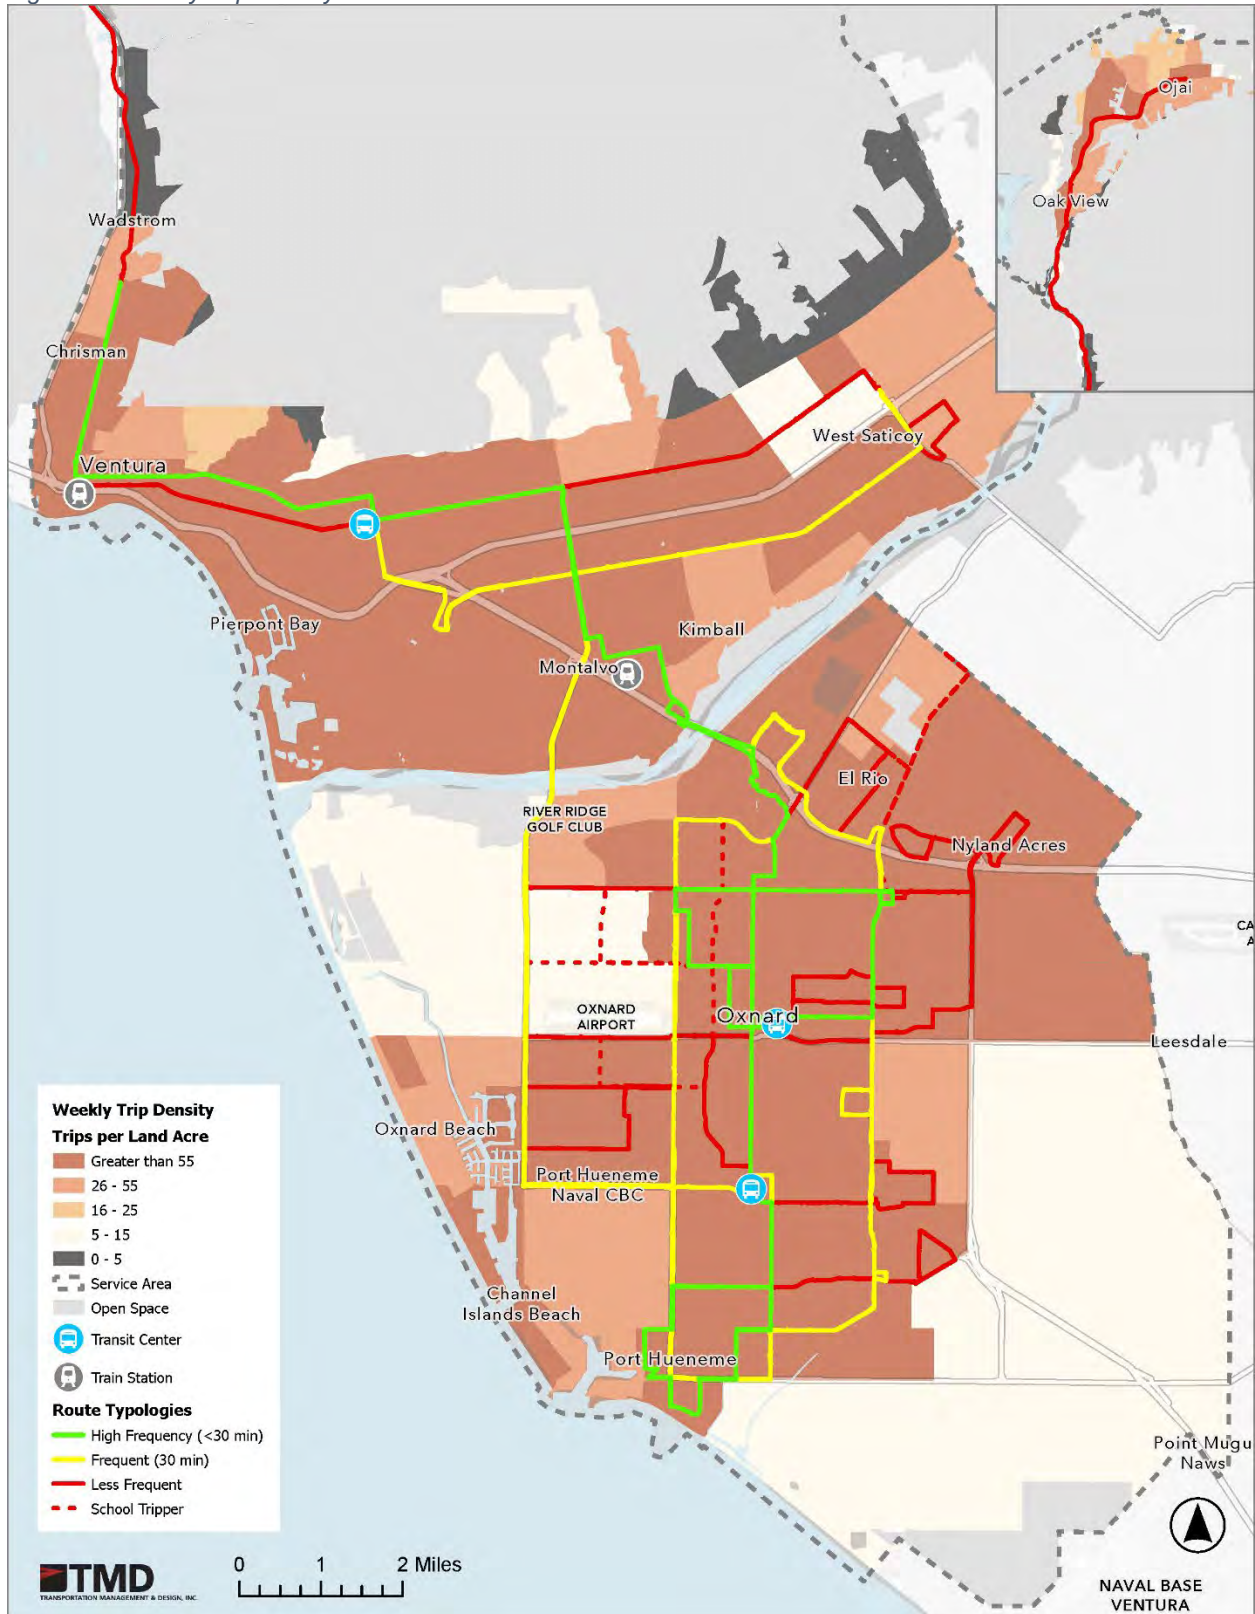 Ojai
Oak View
Wadstrom
Chrisman
Ventura
West Saticoy
Pierpont Bay
Kimball
Montalvo
El Rio
RIVER RIDGE
GOLF CLUB
Nyland Acres
CA
A
OXNARD
AIRPORT
Oxnard
Leesdale
Oxnard Beach
Port Hueneme
Naval CBC
Channel
Islands Beach
Port Hueneme
Point Mugu
Naws
NAVAL BASE
VENTURA
Weekly Trip Density
Trips per Land Acre
Greater than 55
26 - 55
16 - 25
5 - 15
0 - 5
Service Area
Open Space
Transit Center
Train Station
Route Typologies
High Frequency (<30 min)
Frequent (30 min)
Less Frequent
School Tripper
TMD
TRANSPORTATION MANAGEMENT & DESIGN, INC.
0 1 2 Miles